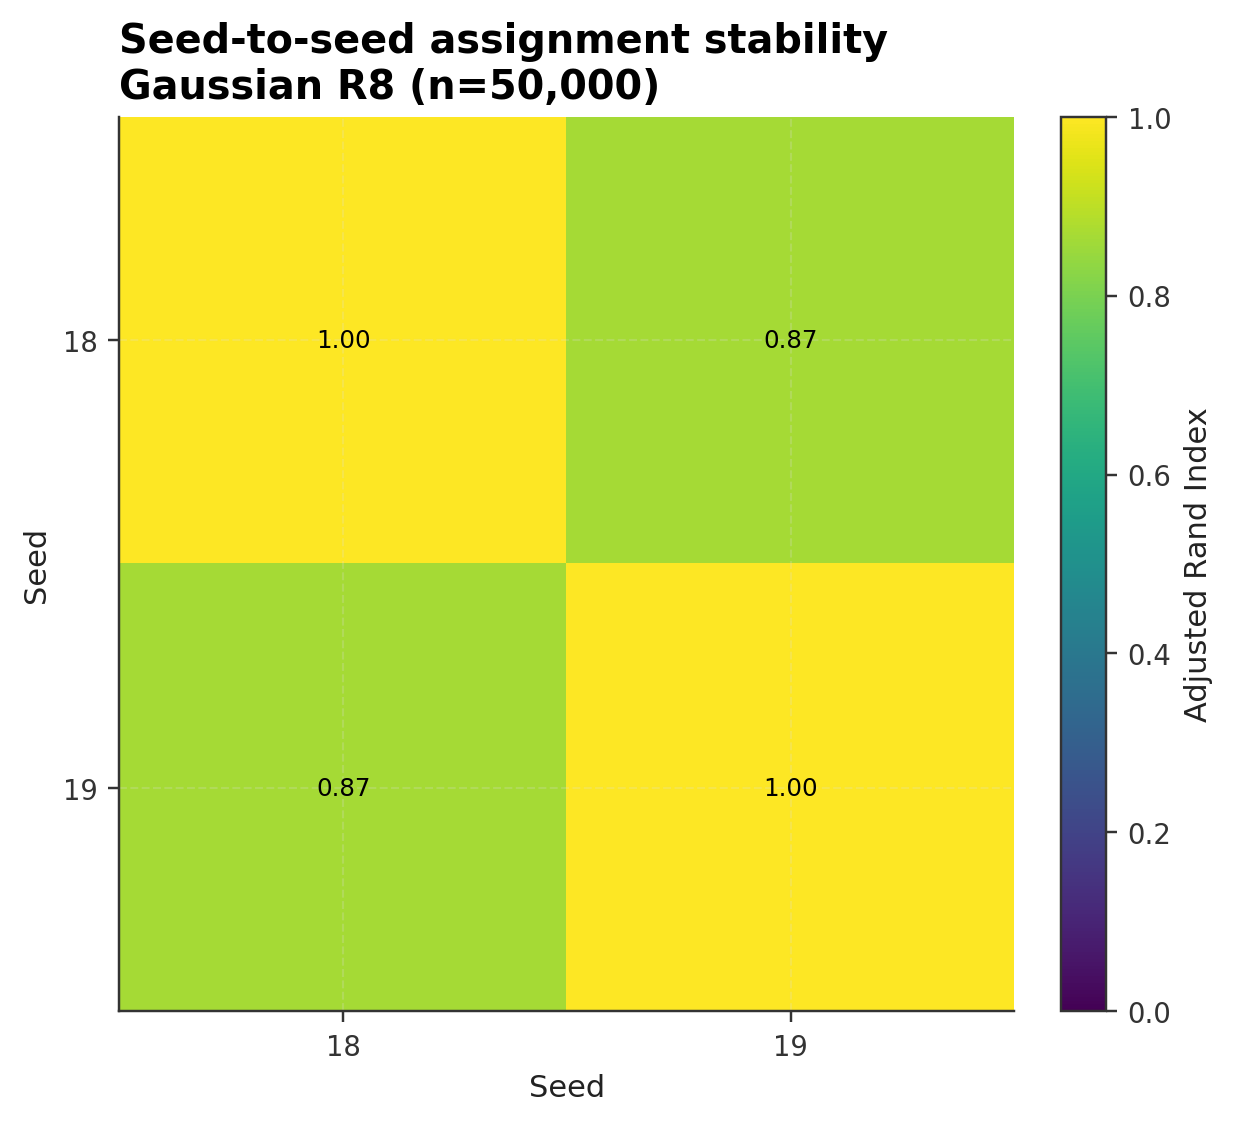 Seed-to-seed assignment stability
Gaussian R8 (n=50,000)
1.0
0.8
0.6
0.4
0.2
0.0
Adjusted Rand Index
Seed
18
1.00
0.87
19
0.87
1.00
18
19
Seed